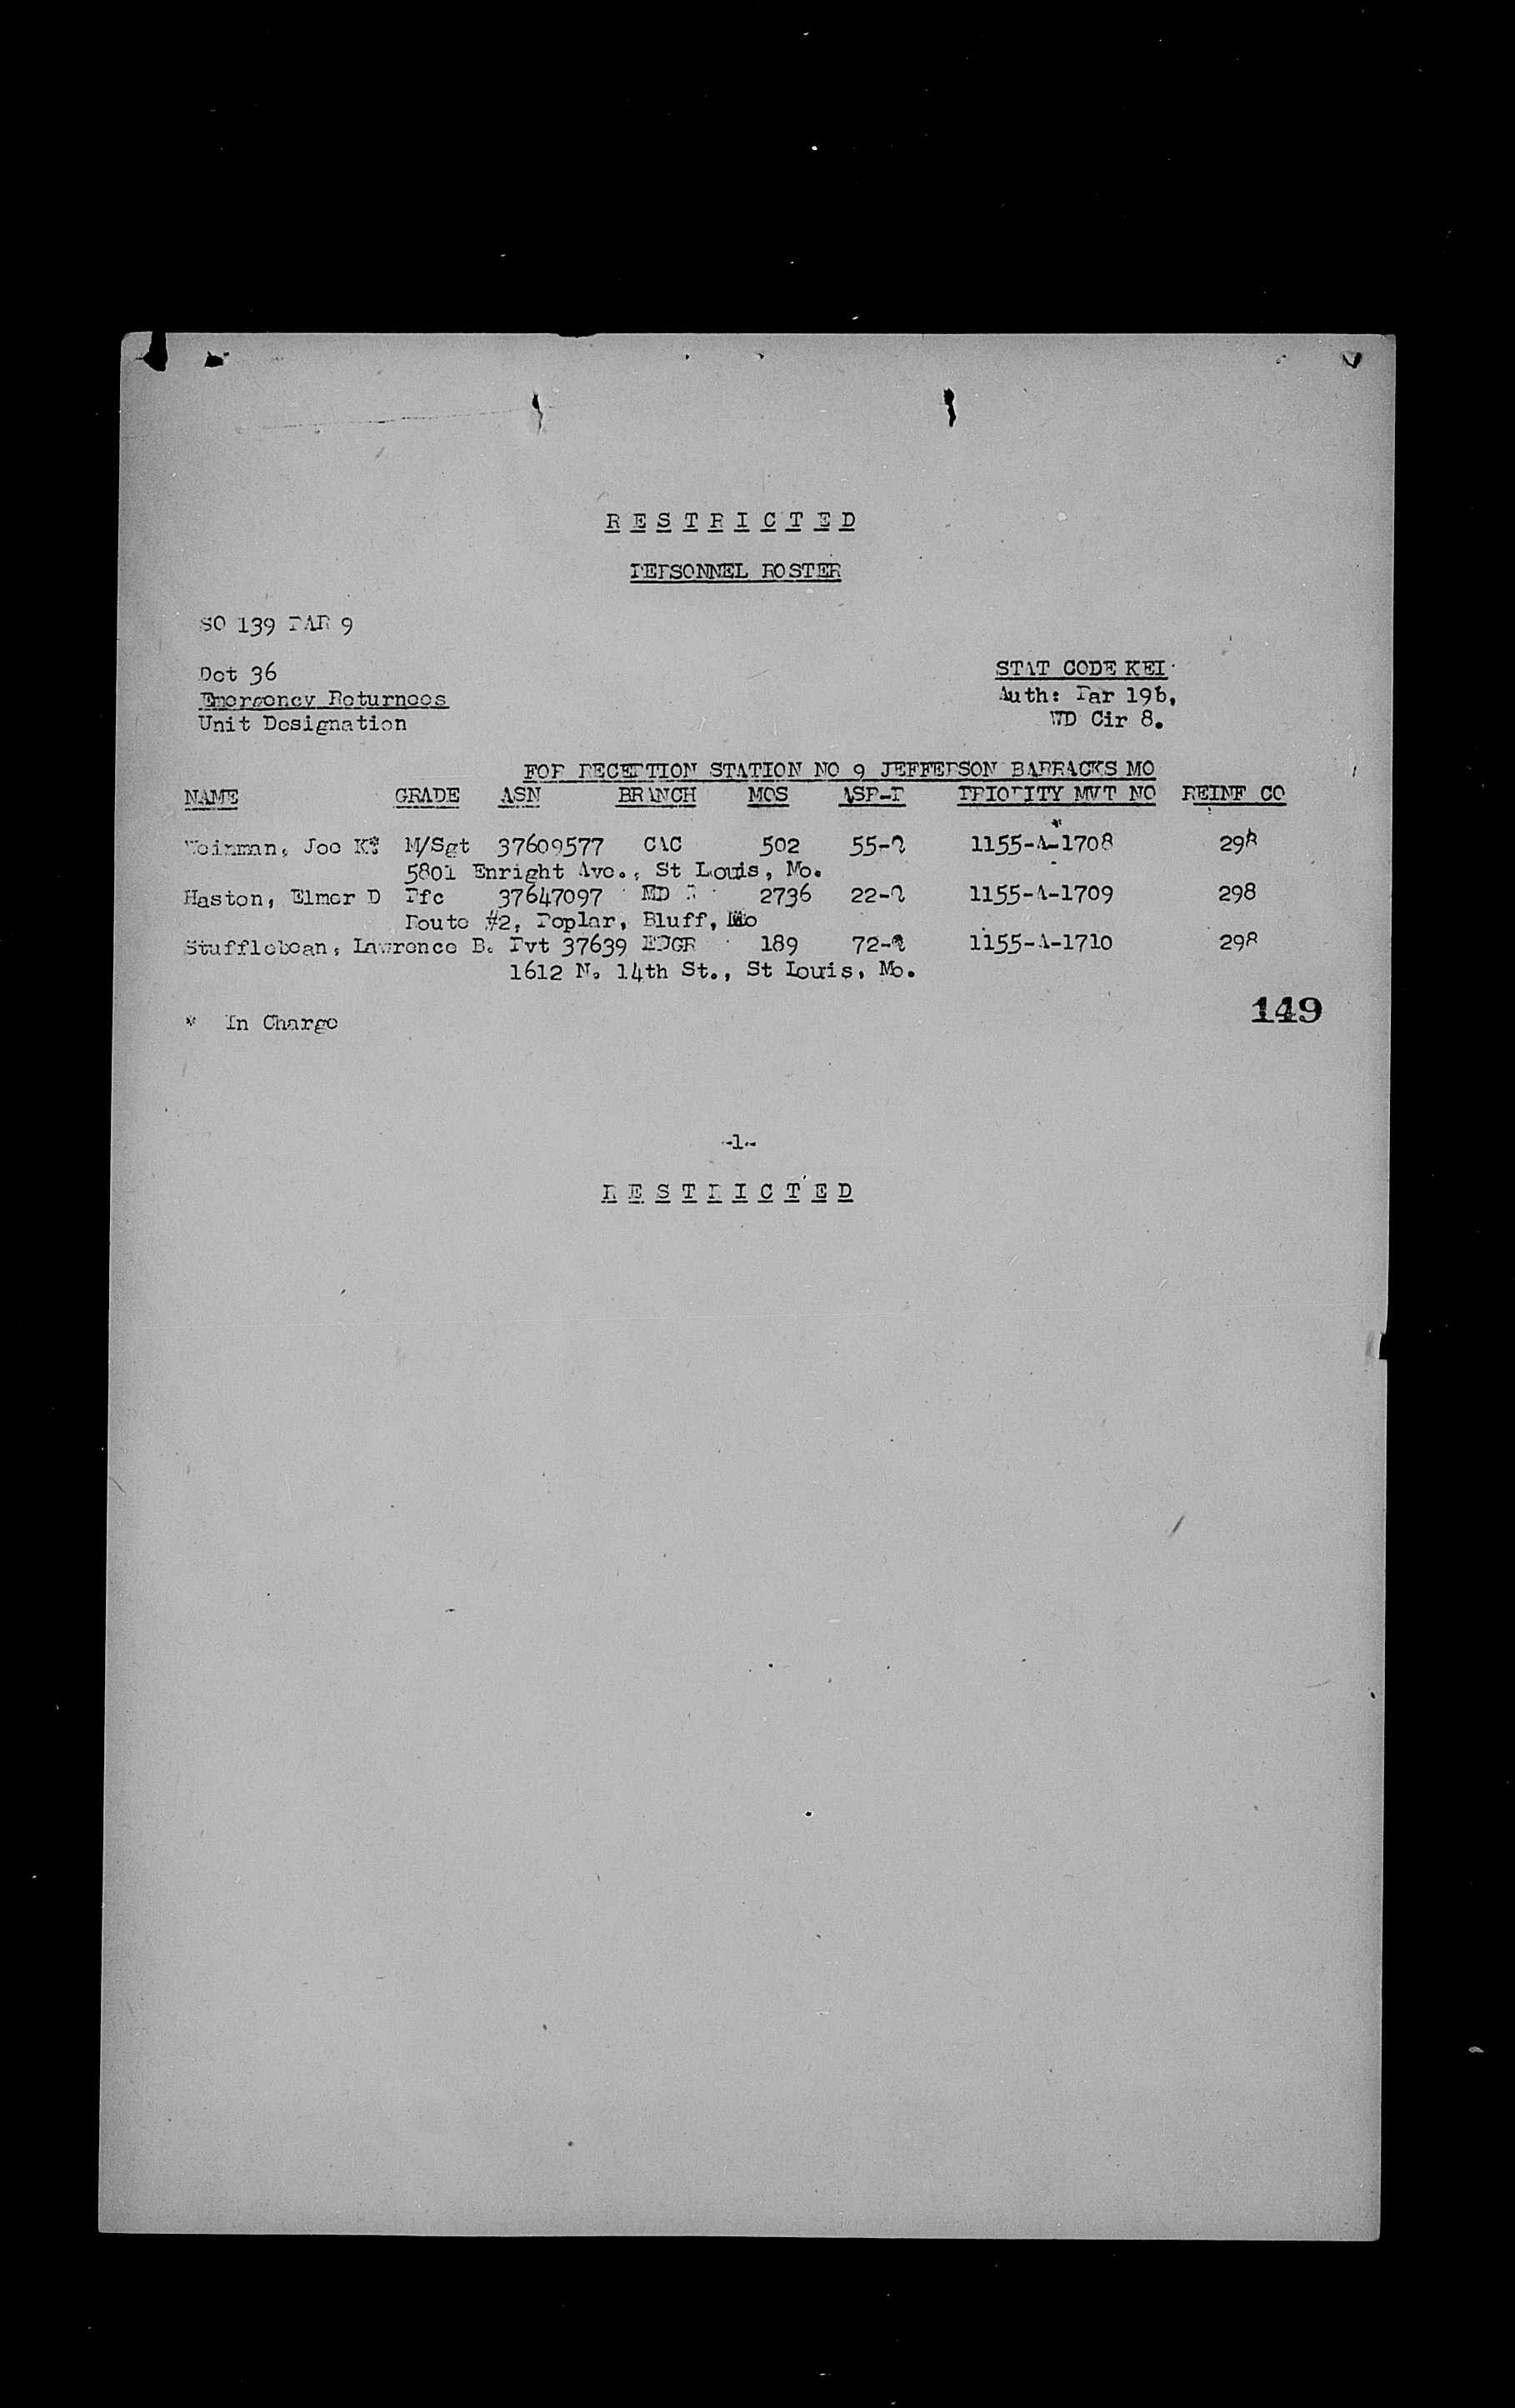 R E S T R I C T E D
PERSONNEL ROSTER
SO 139 PAR 9
Det 36
Emergency Returnees
Unit Designation
STAT CODE KEI
Auth: Par 19b,
WD Cir 8.
FOR RECEPTION STATION NO 9 JEFFERSON BARRACKS MO
NAME GRADE ASN BRANCH MOS ASR-R PRIORITY MVT NO REINF CO
Weinman, Joe K* M/Sgt 37609577 CAC 502 55-2 1155-A-1708 298
5801 Enright Ave., St Louis, Mo.
Haston, Elmer D Pfc 37647097 MD 2736 22-2 1155-A-1709 298
Route #2, Poplar, Bluff, Mo
Stufflebean, Lawrence B. Pvt 37639 189 72-2 1155-A-1710 298
1612 N. 14th St., St Louis, Mo.
* In Charge
149
-1-
R E S T R I C T E D